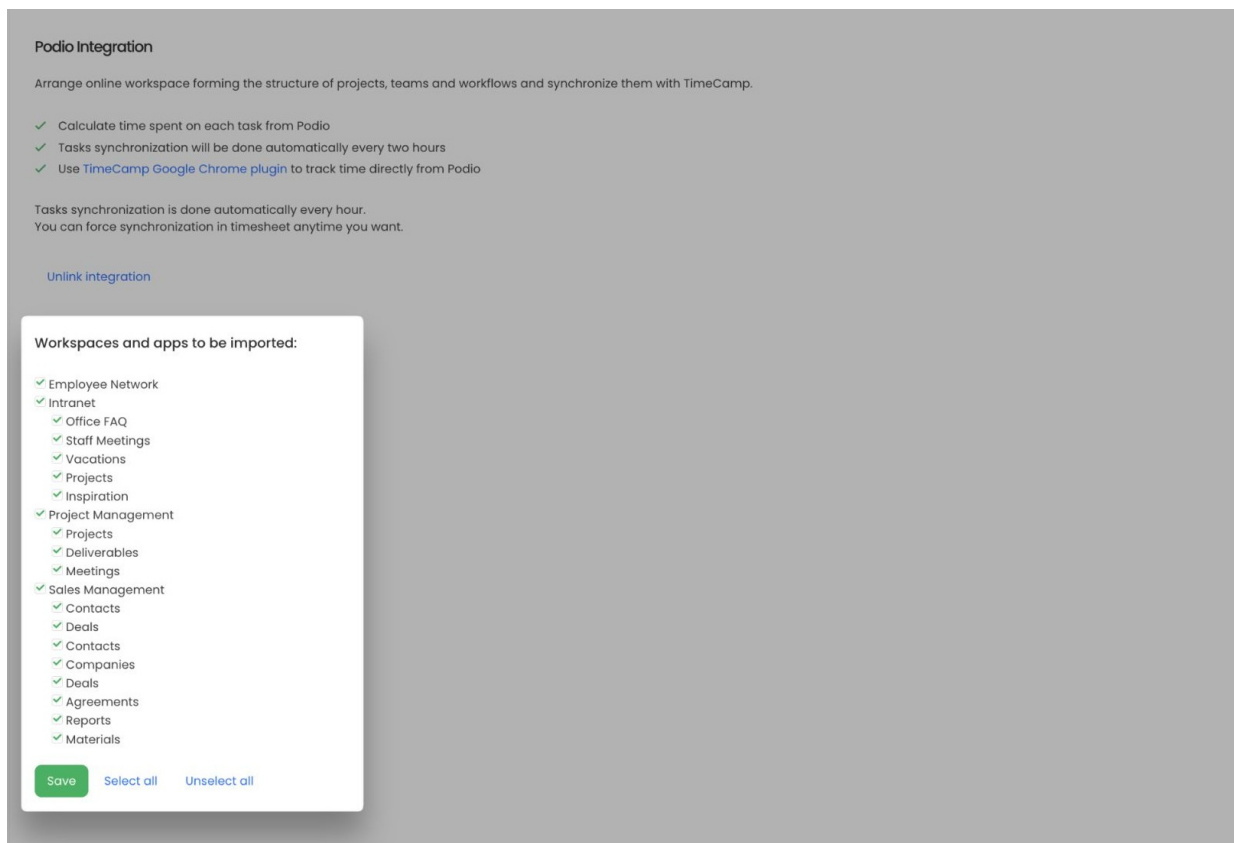 Podio Integration
Arrange online workspace forming the structure of projects, teams and workflows and synchronize them with TimeCamp.
Calculate time spent on each task from Podio
Tasks synchronization will be done automatically every two hours
Use TimeCamp Google Chrome plugin to track time directly from Podio
Tasks synchronization is done automatically every hour.
You can force synchronization in timesheet anytime you want.
Unlink integration
Workspaces and apps to be imported:
Employee Network
Intranet
Office FAQ
Staff Meetings
Vacations
Projects
Inspiration
Project Management
Projects
Deliverables
Meetings
Sales Management
Contacts
Deals
Contacts
Companies
Deals
Agreements
Reports
Materials
Save Select all Unselect all